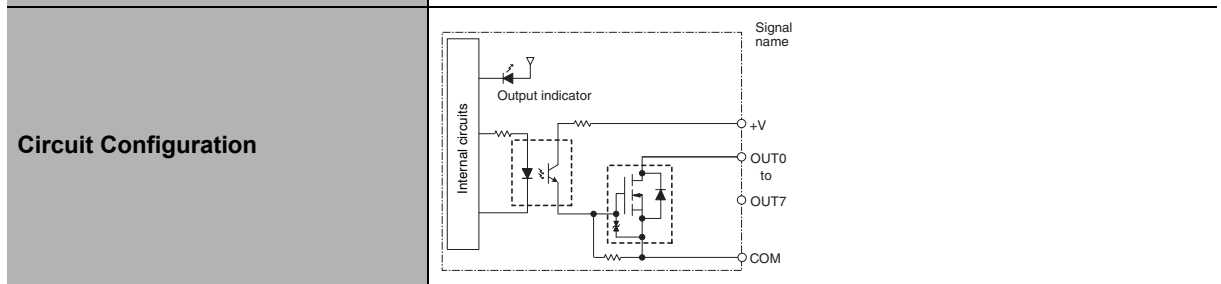 Circuit Configuration
Signal
name
Output indicator
Internal circuits
+V
OUT0
to
OUT7
COM